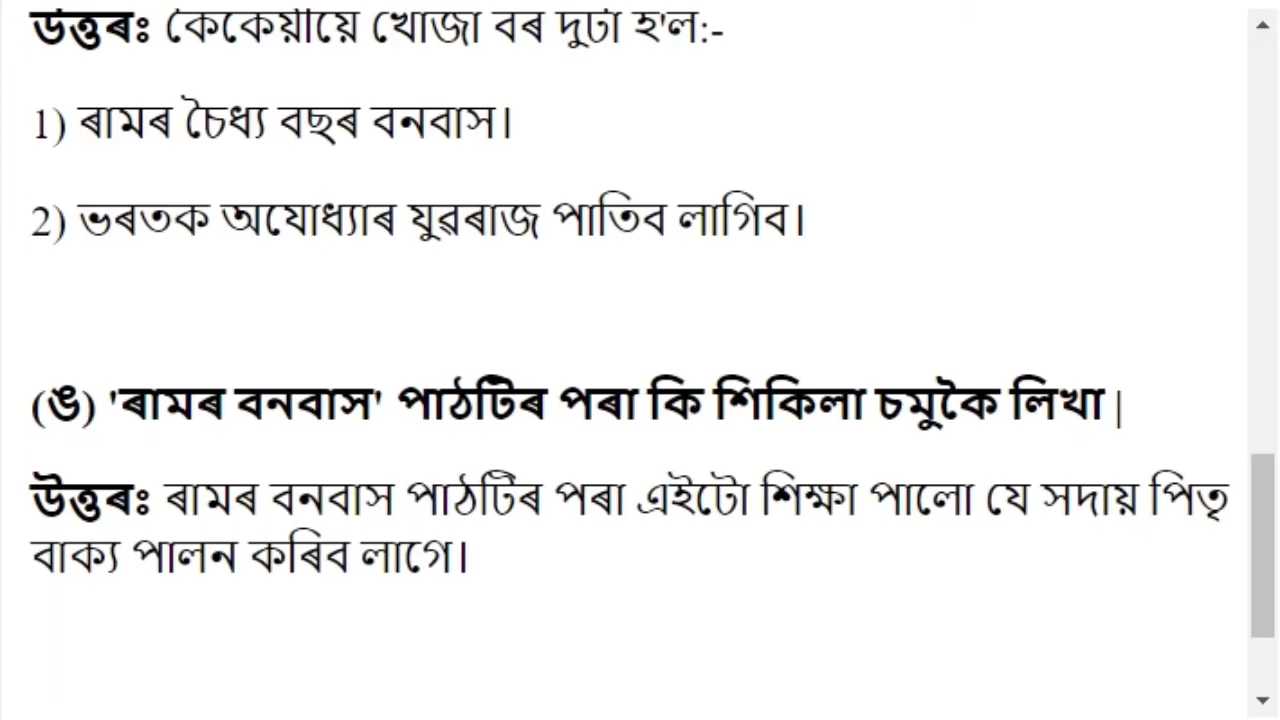 উত্তৰঃ কৈকেয়ীয়ে খোজা বৰ দুটা হ'ল:-
1) ৰামৰ চৈধ্য বছৰ বনবাস।
2) ভৰতক অযোধ্যাৰ যুৱৰাজ পাতিব লাগিব।
(ঙ) 'ৰামৰ বনবাস' পাঠটিৰ পৰা কি শিকিলা চমুকৈ লিখা|
উত্তৰঃ ৰামৰ বনবাস পাঠটিৰ পৰা এইটো শিক্ষা পালো যে সদায় পিতৃ
বাক্য পালন কৰিব লাগে।